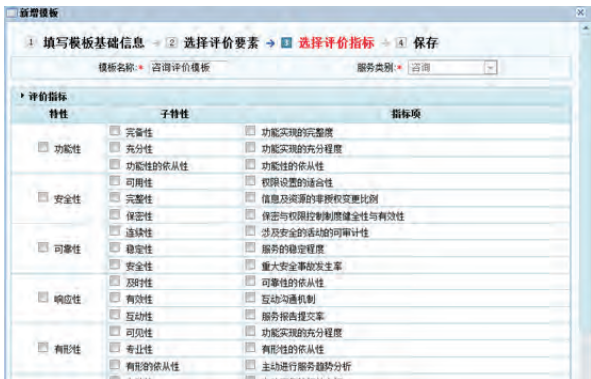 新增模板
1 填写模板基础信息 → 2 选择评价要素 → 3 选择评价指标 → 4 保存
模板名称:* 咨询评价模板 服务类别:* 咨询
评价指标
特性 子特性 指标项
完备性 功能实现的完整度
功能性 充分性 功能实现的充分程度
功能性的依从性 功能性的依从性
可用性 权限设置的适合性
安全性 完整性 信息及资源的非授权变更比例
保密性 保密与权限控制制度健全性与有效性
连续性 涉及安全的活动的可审计性
可靠性 稳定性 服务的稳定程度
安全性 重大安全事故发生率
及时性 可靠性的依从性
响应性 有效性 互动沟通机制
互动性 服务报告提交率
可见性 功能实现的充分程度
有形性 专业性 有形性的依从性
有形的依从性 主动进行服务趋势分析